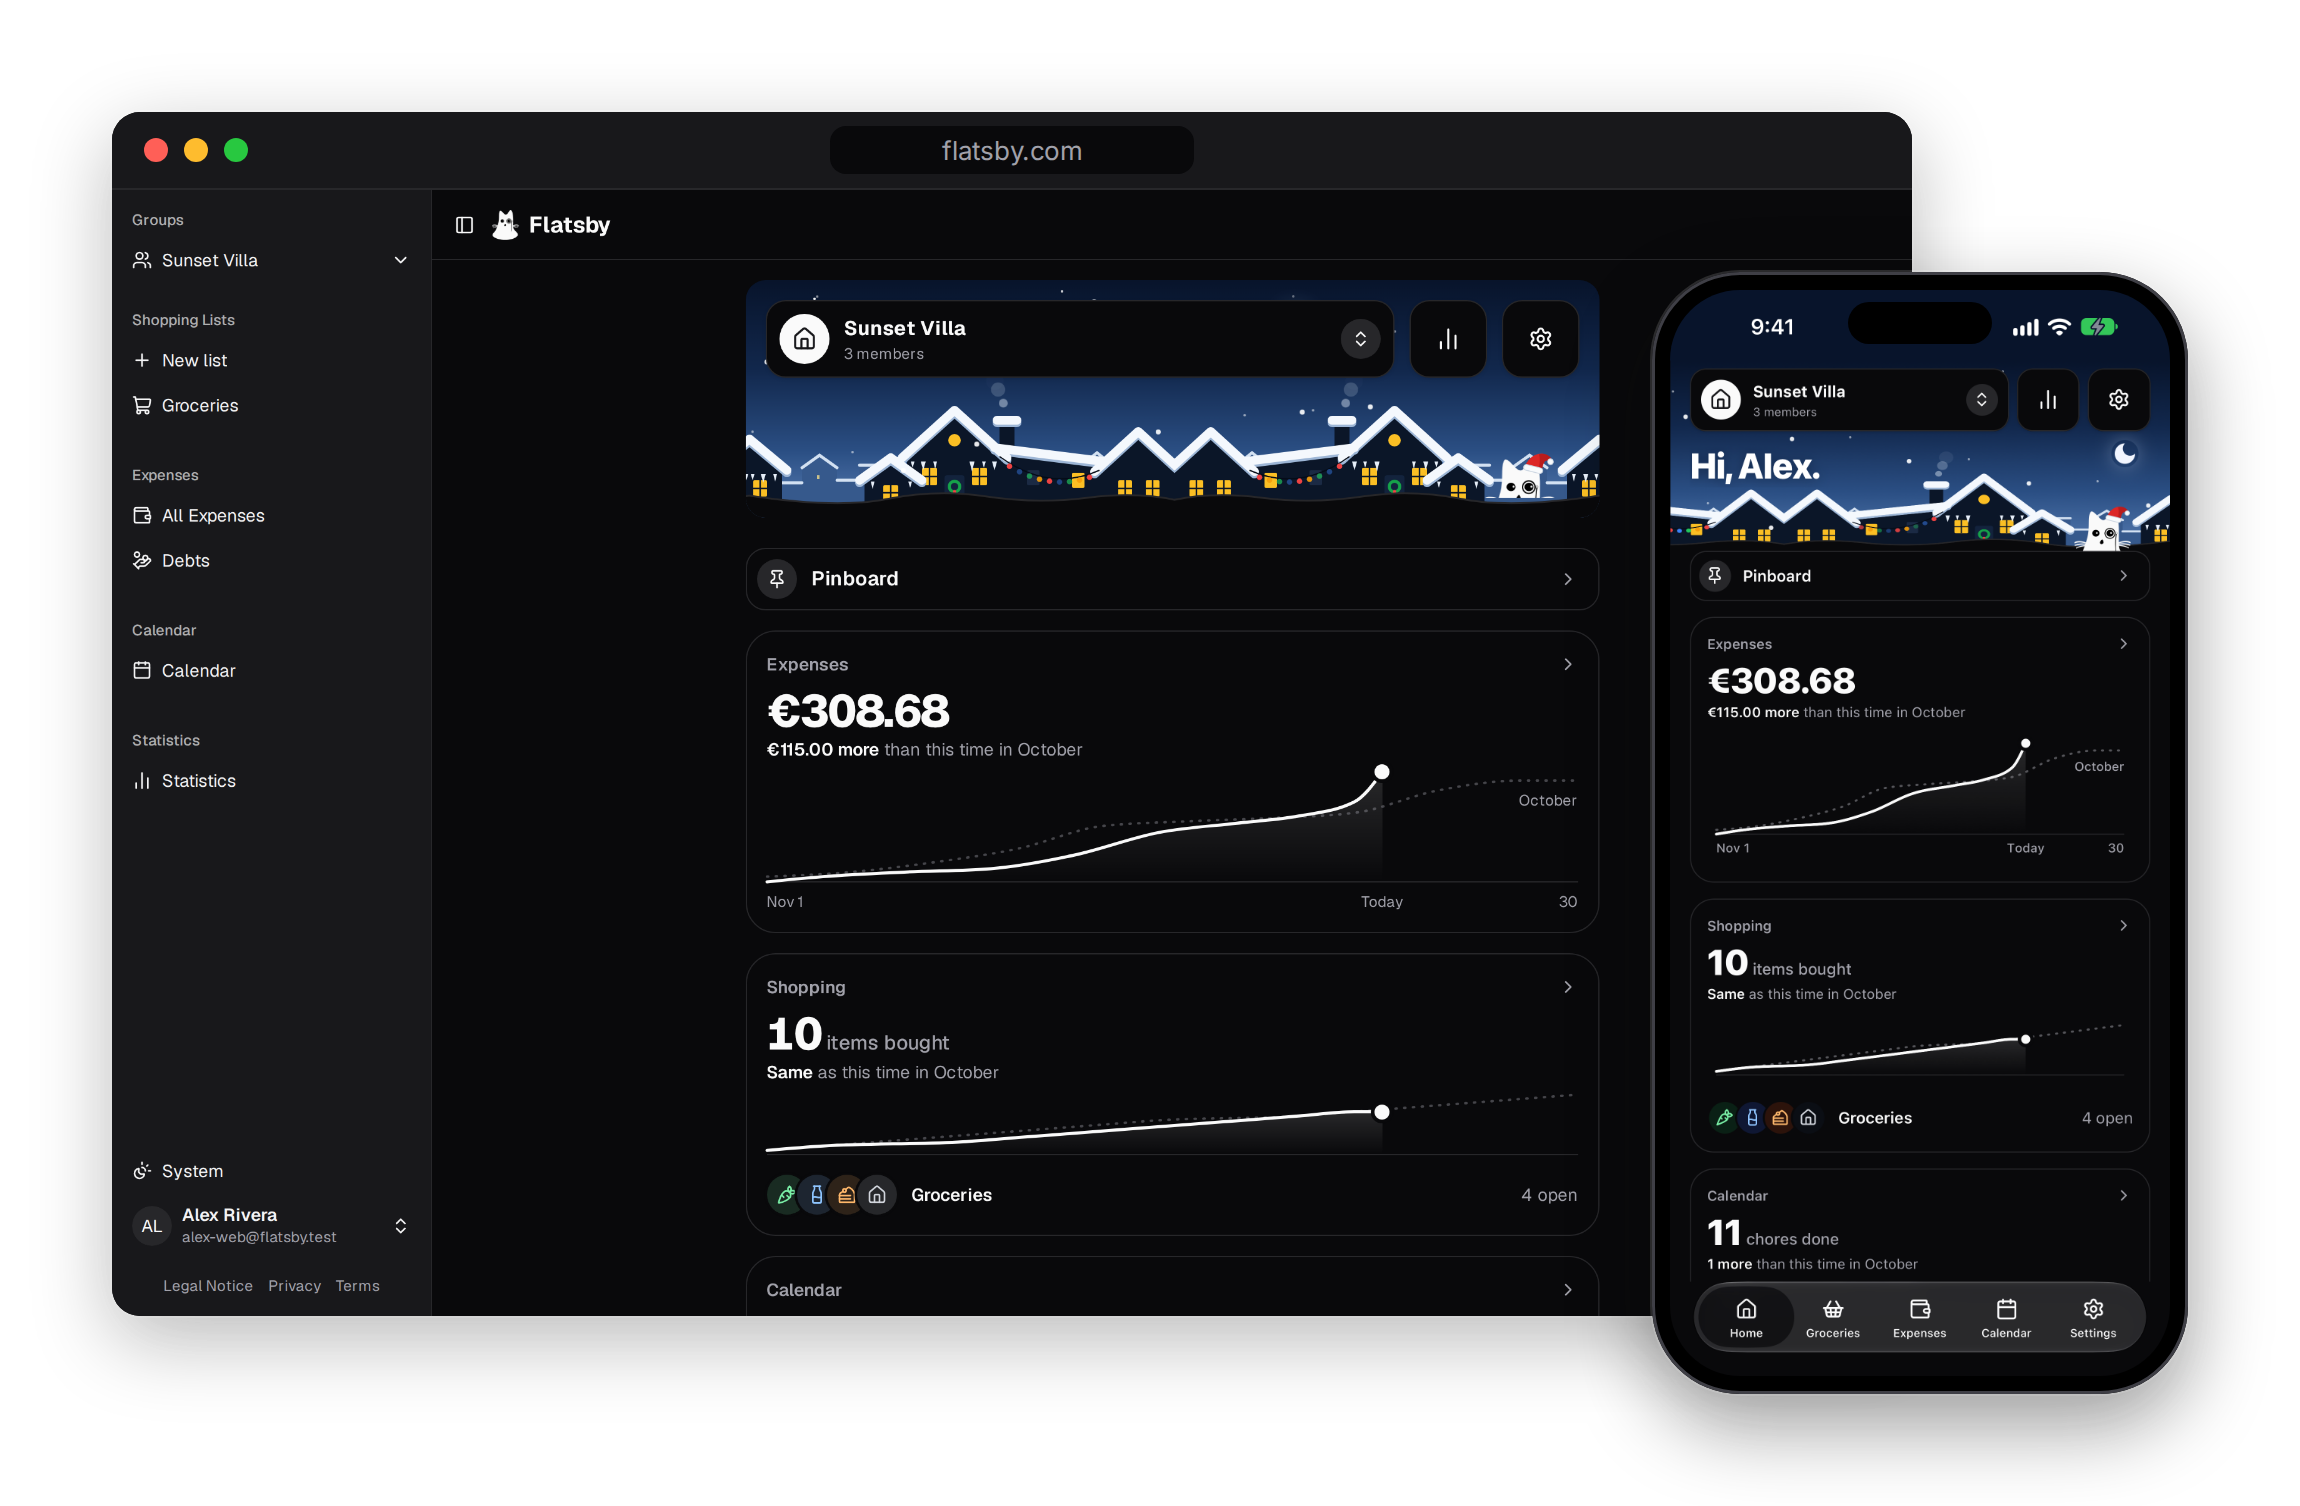 flatsby.com
Groups
Sunset Villa
Shopping Lists
New list
Groceries
Expenses
All Expenses
Debts
Calendar
Calendar
Statistics
Statistics
System
AL
Alex Rivera
alex-web@flatsby.test
Legal Notice Privacy Terms
Flatsby
Sunset Villa
3 members
Pinboard
Expenses
€308.68
€115.00 more than this time in October
October
Nov 1 Today 30
Shopping
10 items bought
Same as this time in October
Groceries 4 open
Calendar
9:41
Sunset Villa
3 members
Hi, Alex.
Pinboard
Expenses
€308.68
€115.00 more than this time in October
October
Nov 1 Today 30
Shopping
10 items bought
Same as this time in October
Groceries 4 open
Calendar
11 chores done
1 more than this time in October
Home Groceries Expenses Calendar Settings